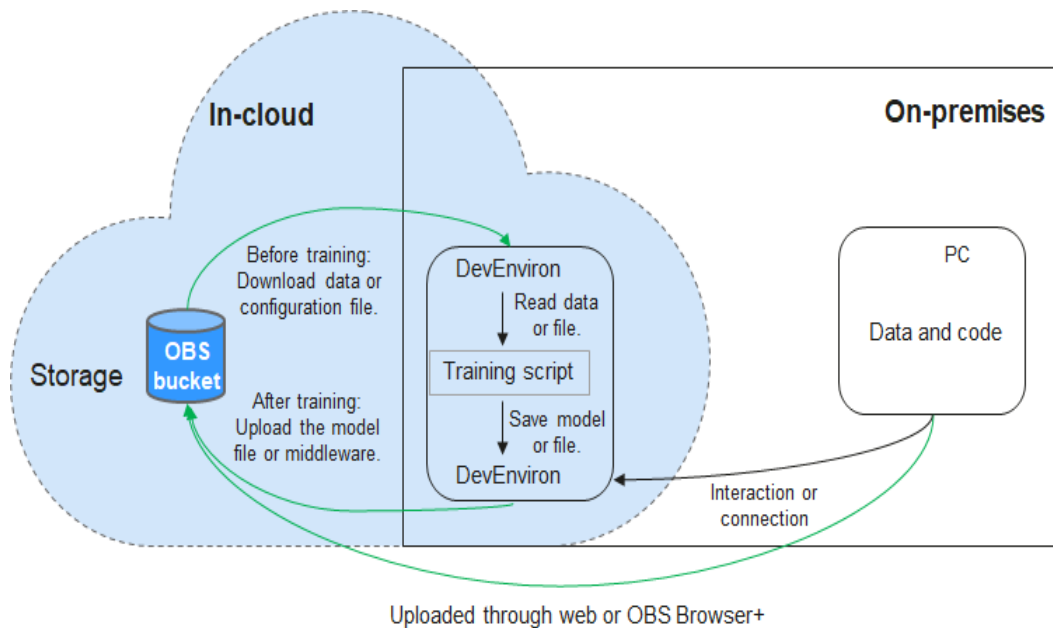 In-cloud
On-premises
Before training:
Download data or
configuration file.
DevEnviron
Read data
or file.
Training script
Save model
or file.
DevEnviron
PC
Data and code
Storage
OBS
bucket
After training:
Upload the model
file or middleware.
Interaction or
connection
Uploaded through web or OBS Browser+